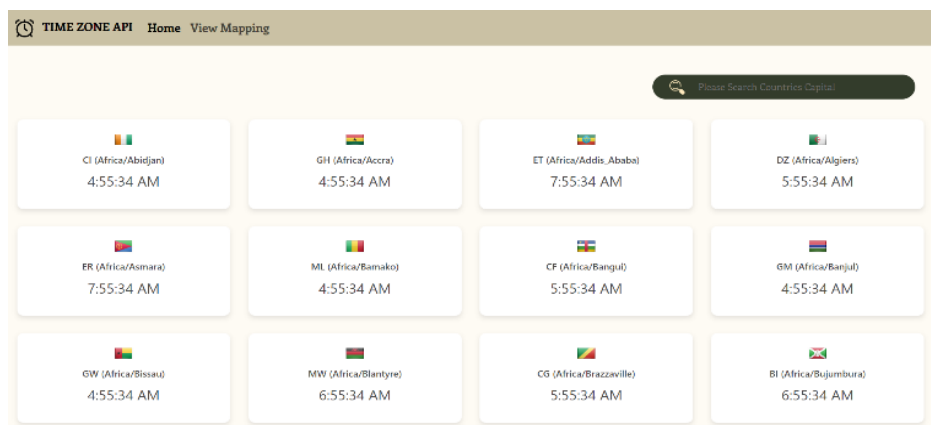 TIME ZONE API Home View Mapping
Please Search Countries Capital
CI (Africa/Abidjan)
4:55:34 AM
GH (Africa/Accra)
4:55:34 AM
ET (Africa/Addis_Ababa)
7:55:34 AM
DZ (Africa/Algiers)
5:55:34 AM
ER (Africa/Asmara)
7:55:34 AM
ML (Africa/Bamako)
4:55:34 AM
CF (Africa/Bangui)
5:55:34 AM
GM (Africa/Banjul)
4:55:34 AM
GW (Africa/Bissau)
4:55:34 AM
MW (Africa/Blantyre)
6:55:34 AM
CG (Africa/Brazzaville)
5:55:34 AM
BI (Africa/Bujumbura)
6:55:34 AM